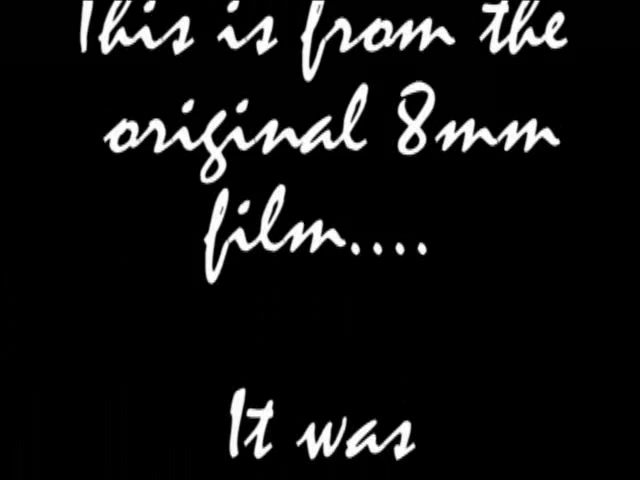 This is from the
original 8mm
film....
It was